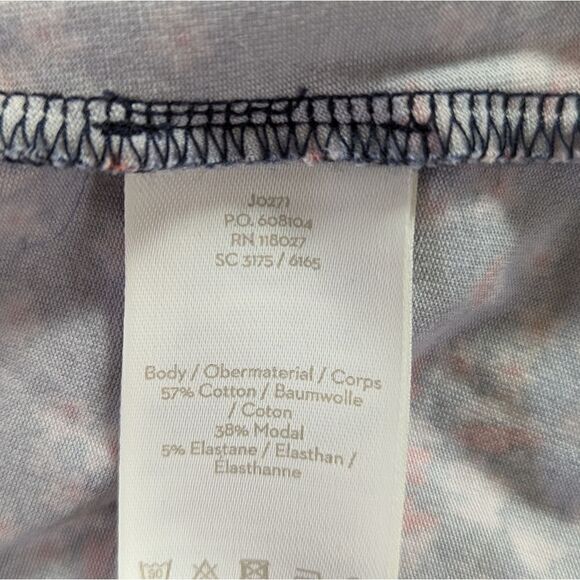 J0271
P.O. 608104
RN 118027
SC 3175 / 6165
Body / Obermaterial / Corps
57% Cotton / Baumwolle
/ Coton
38% Modal
5% Elastane / Elasthan /
Élasthanne
30